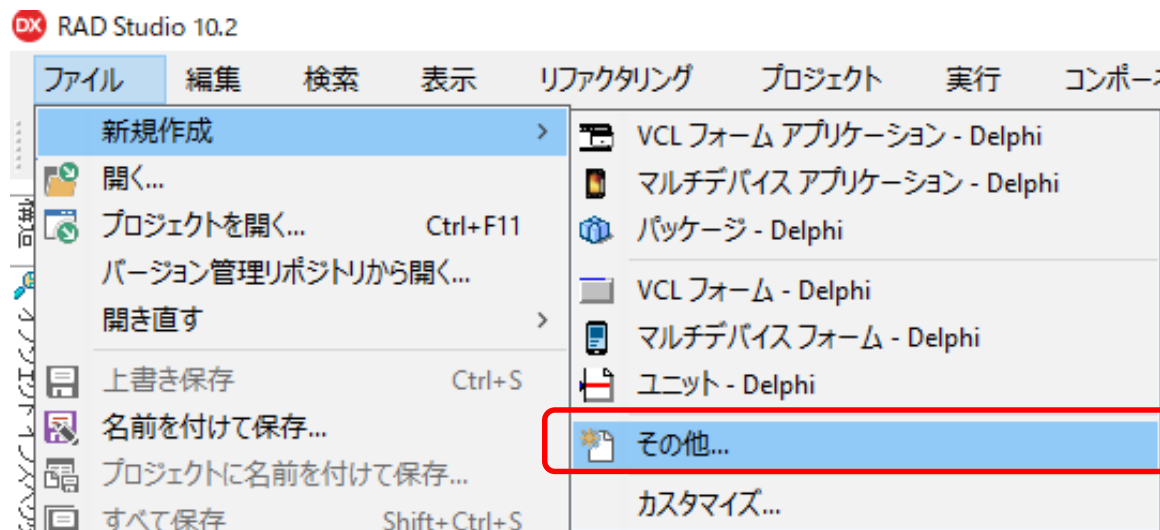 DX RAD Studio 10.2
ファイル 編集 検索 表示 リファクタリング プロジェクト 実行
新規作成
開く...
プロジェクトを開く... Ctrl+F11
バージョン管理リポジトリから開く...
開き直す
上書き保存 Ctrl+S
名前を付けて保存...
プロジェクトに名前を付けて保存...
すべて保存 Shift+Ctrl+S
VCL フォーム アプリケーション - Delphi
マルチデバイス アプリケーション - Delphi
パッケージ - Delphi
VCL フォーム - Delphi
マルチデバイス フォーム - Delphi
ユニット - Delphi
その他...
カスタマイズ...